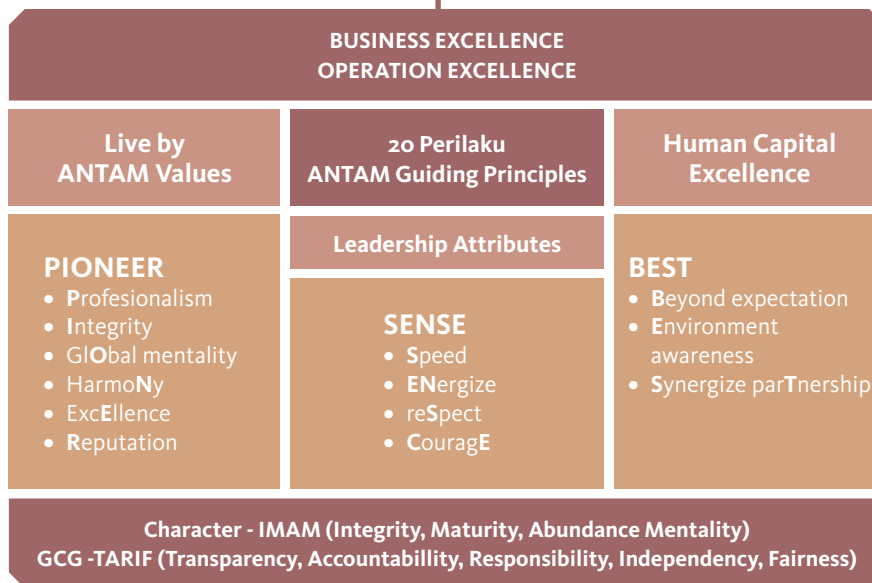 BUSINESS EXCELLENCE
OPERATION EXCELLENCE
Live by
ANTAM Values
20 Perilaku
ANTAM Guiding Principles
Human Capital
Excellence
PIONEER
• Profesionalism
• Integrity
• GlObal mentality
• HarmoNy
• ExcEllence
• Reputation
Leadership Attributes
SENSE
• Speed
• ENergize
• reSpect
• CouragE
BEST
• Beyond expectation
• Environment
awareness
• Synergize parTnership
Character - IMAM (Integrity, Maturity, Abundance Mentality)
GCG -TARIF (Transparency, Accountabillity, Responsibility, Independency, Fairness)